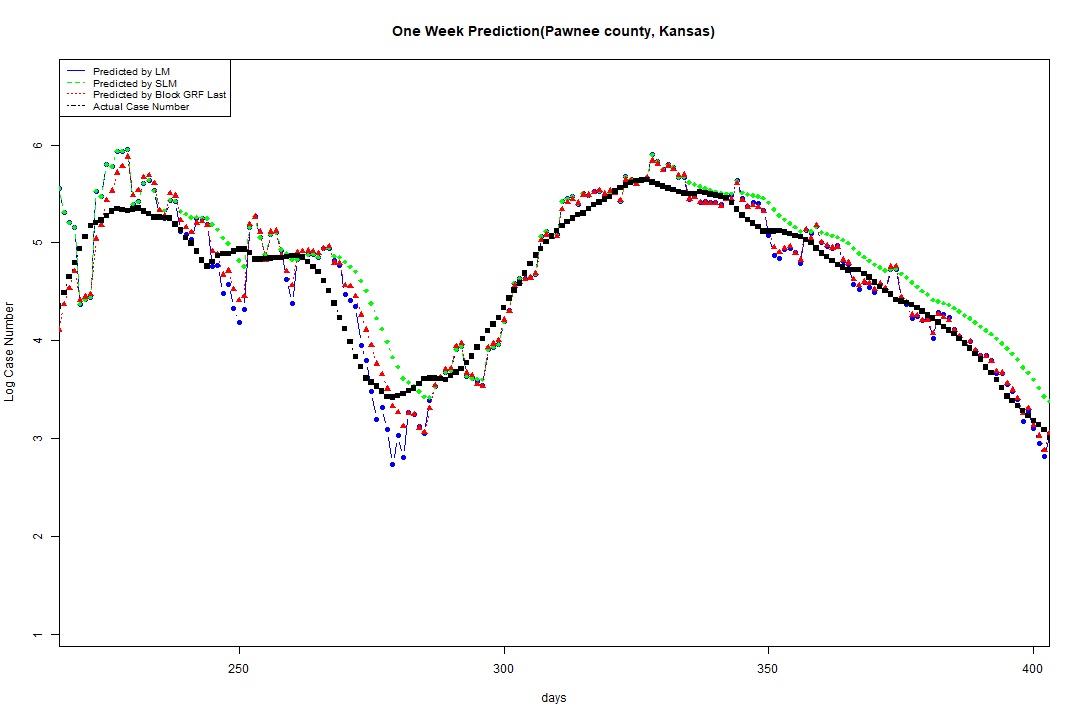 One Week Prediction(Pawnee county, Kansas)
Predicted by LM
Predicted by SLM
Predicted by Block GRF Last
Actual Case Number
6
5
4
3
2
1
Log Case Number
250 300 350 400
days